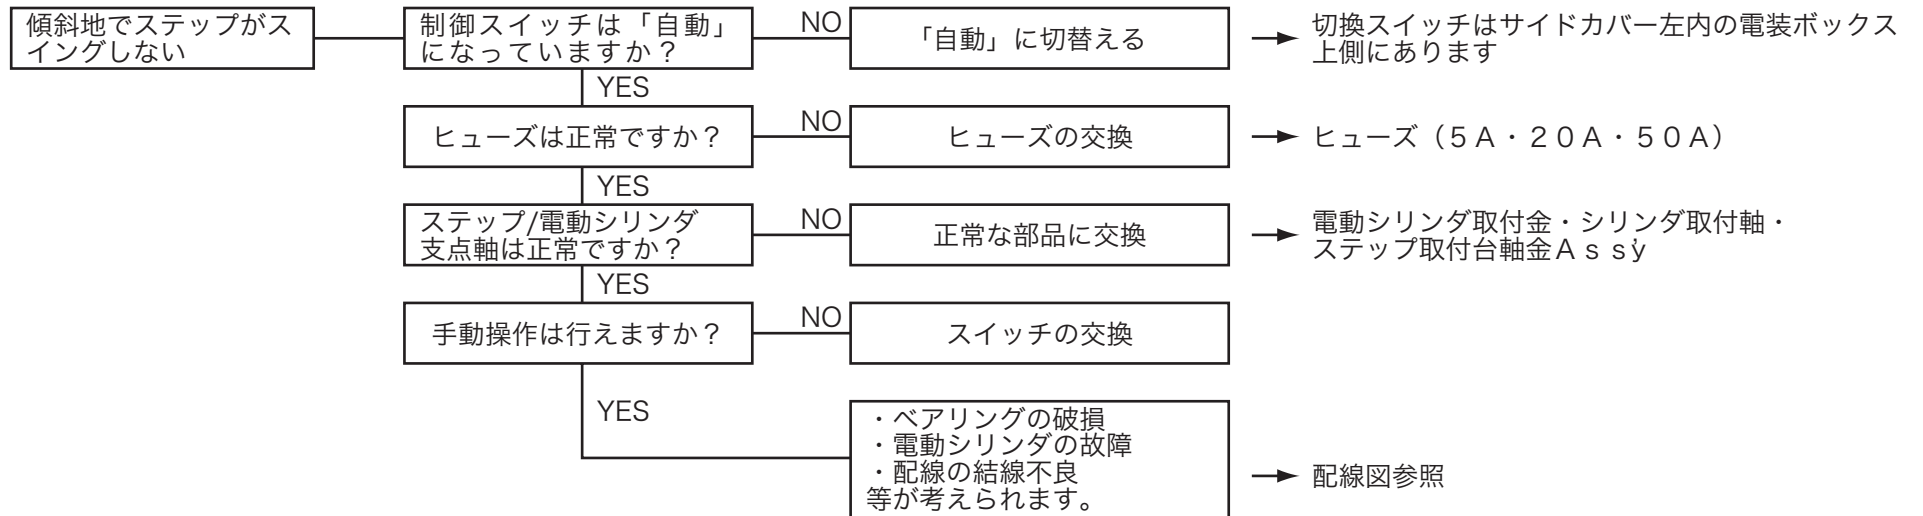 傾斜地でステップがス
イングしない
制御スイッチは「自動」
になっていますか？
NO
「自動」に切替える
切換スイッチはサイドカバー左内の電装ボックス
上側にあります
YES
ヒューズは正常ですか？
NO
ヒューズの交換
ヒューズ（５Ａ・２０Ａ・５０Ａ）
YES
ステップ/電動シリンダ
支点軸は正常ですか？
NO
正常な部品に交換
電動シリンダ取付金・シリンダ取付軸・
ステップ取付台軸金Ａｓｓ’ｙ
YES
手動操作は行えますか？
NO
スイッチの交換
YES
・ベアリングの破損
・電動シリンダの故障
・配線の結線不良
等が考えられます。
配線図参照